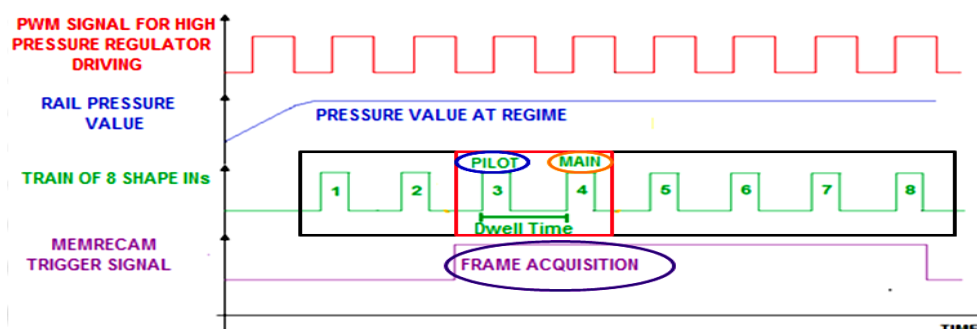 PWM SIGNAL FOR HIGH
PRESSURE REGULATOR
DRIVING
RAIL PRESSURE
VALUE
PRESSURE VALUE AT REGIME
PILOT
MAIN
TRAIN OF 8 SHAPE INs
1 2 3 4 5 6 7 8
Dwell Time
MEMRECAM
TRIGGER SIGNAL
FRAME ACQUISITION
TIME